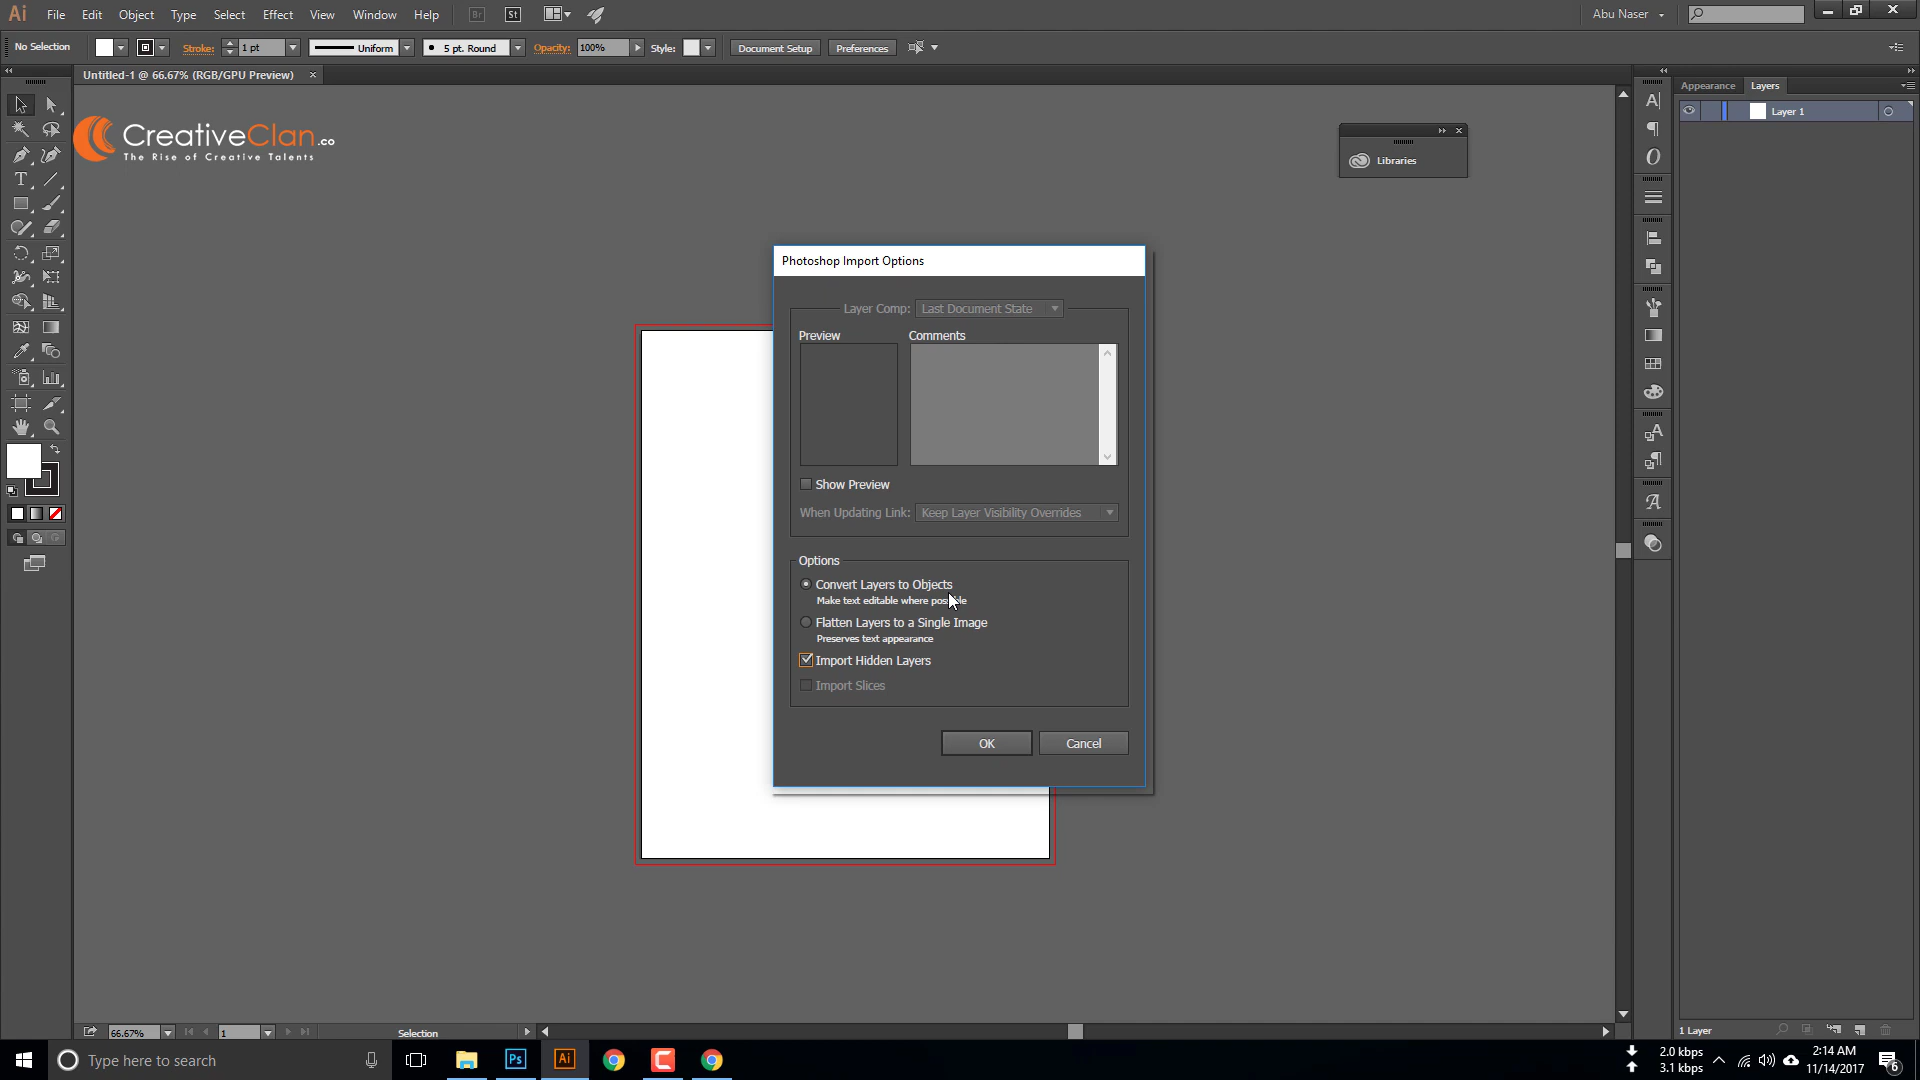 Ai File Edit Object Type Select Effect View Window Help Br St Abu Naser
No Selection Stroke: 1 pt Uniform 5 pt. Round Opacity: 100% Style: Document Setup Preferences
Untitled-1 @ 66.67% (RGB/GPU Preview)
Appearance Layers
Layer 1
CreativeClan.co
The Rise of Creative Talents
Libraries
Photoshop Import Options
Layer Comp: Last Document State
Preview Comments
Show Preview
When Updating Link: Keep Layer Visibility Overrides
Options
Convert Layers to Objects
Make text editable where possible
Flatten Layers to a Single Image
Preserves text appearance
Import Hidden Layers
Import Slices
OK Cancel
66.67% 1 Selection
1 Layer
Type here to search
Ps Ai
2.0 kbps
3.1 kbps
2:14 AM
11/14/2017
6